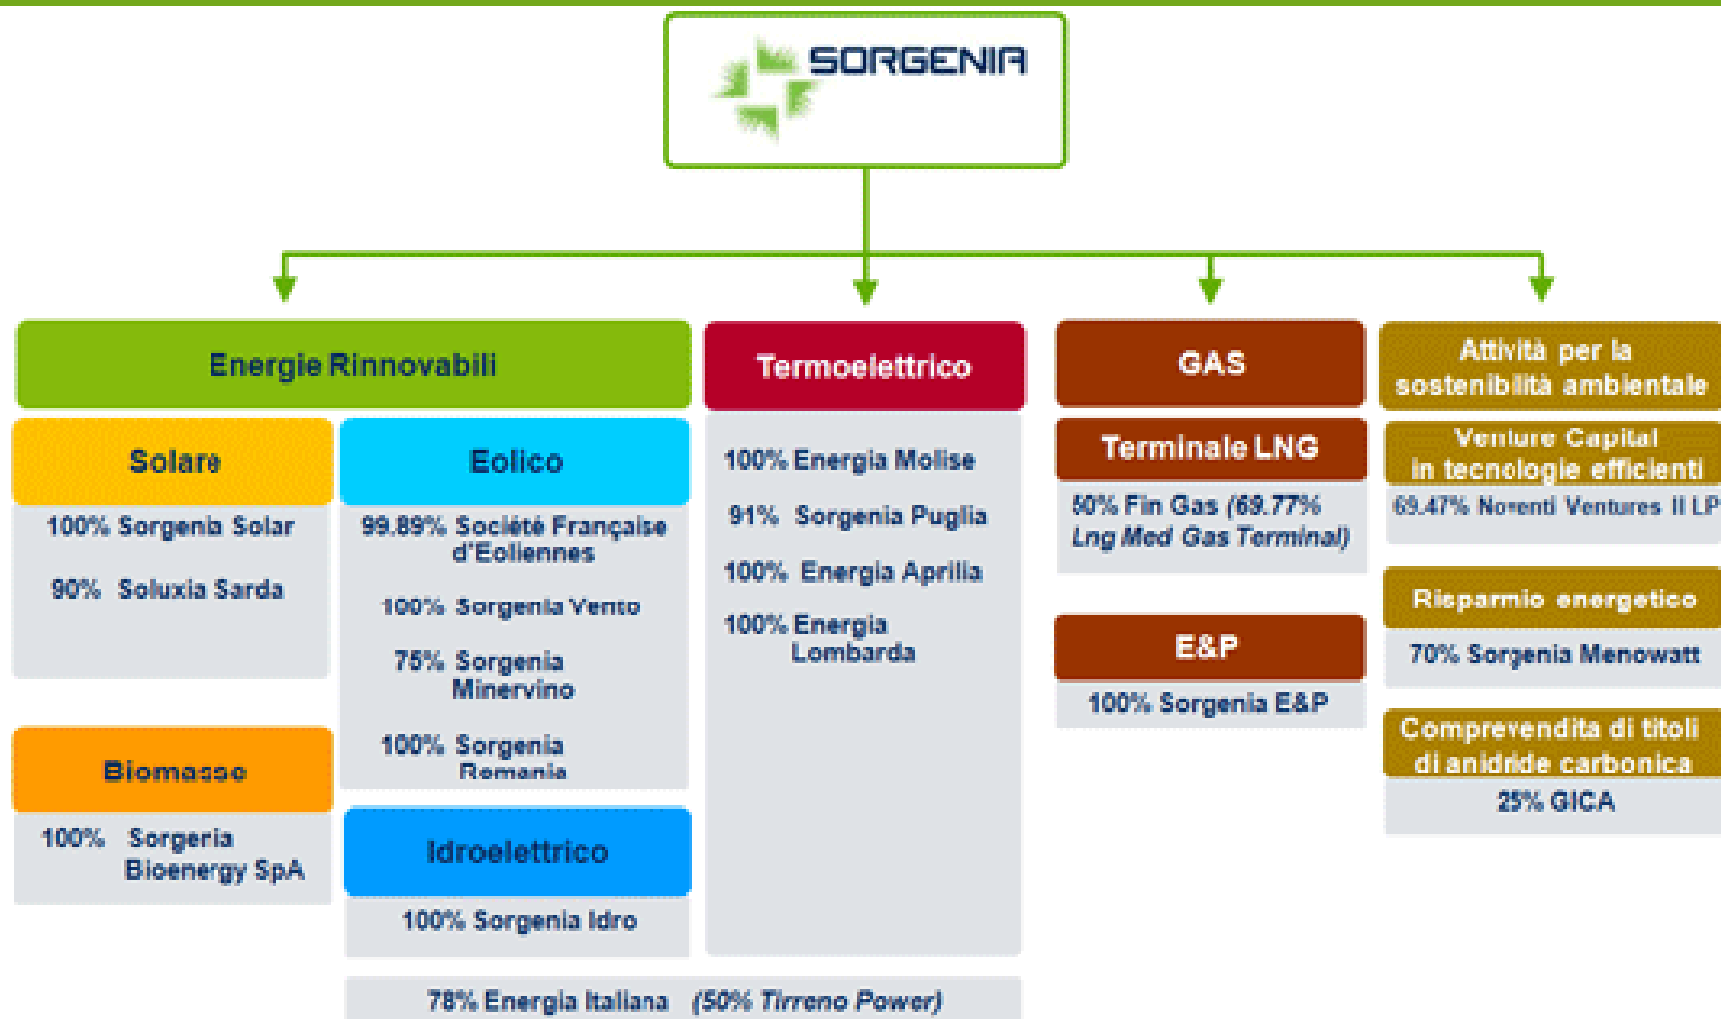 SORGENIA
Energie Rinnovabili
Solare
100% Sorgenia Solar
90% Soluxia Sarda
Biomasse
100% Sorgenia
Bioenergy SpA
Eolico
99.89% Société Française
d'Eoliennes
100% Sorgenia Vento
75% Sorgenia
Minervino
100% Sorgenia
Romania
Idroelettrico
100% Sorgenia Idro
Termoelettrico
100% Energia Molise
91% Sorgenia Puglia
100% Energia Aprilia
100% Energia
Lombarda
78% Energia Italiana (50% Tirreno Power)
GAS
Terminale LNG
50% Fin Gas (69.77%
Lng Med Gas Terminal)
E&P
100% Sorgenia E&P
Attività per la
sostenibilità ambientale
Venture Capital
in tecnologie efficienti
69.47% Noventi Ventures II LP
Risparmio energetico
70% Sorgenia Menowatt
Comprevendita di titoli
di anidride carbonica
25% GICA